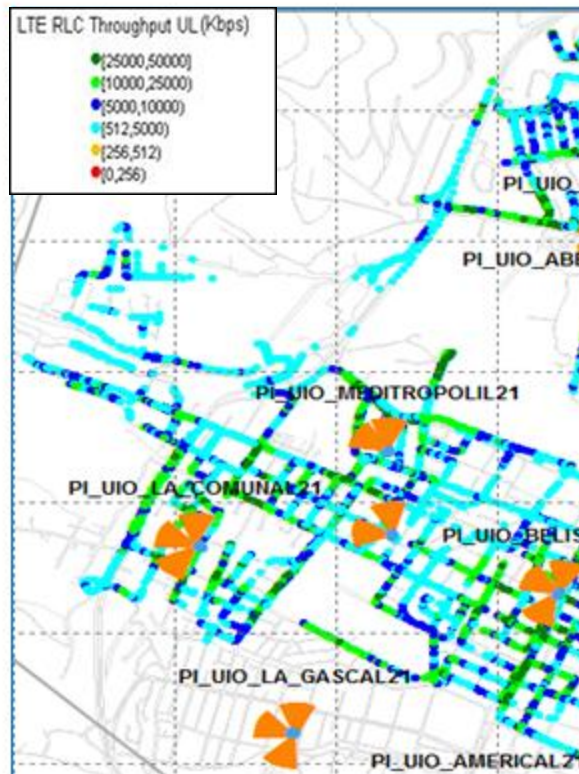 LTE RLC Throughput UL (Kbps)
[25000,50000]
[10000,25000)
[5000,10000)
[512,5000)
[256,512)
[0,256)
PI_UIO_
PI_UIO_ABE
PI_UIO_MEDITROPOLIL21
PI_UIO_LA_COMUNAL21
PI_UIO_BELIS
PI_UIO_LA_GASCAL21
PI_UIO_AMERICAL2